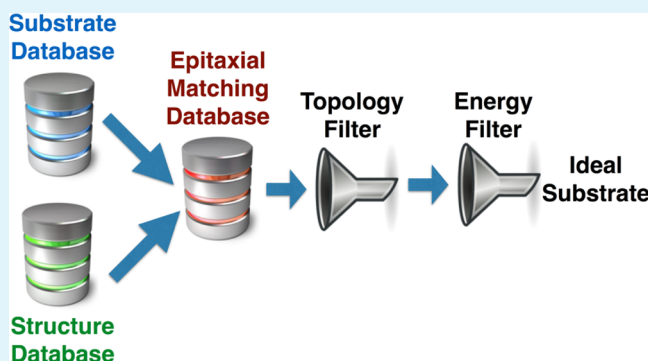 Substrate
Database
Epitaxial
Matching
Database
Topology
Filter
Energy
Filter
Ideal
Substrate
Structure
Database